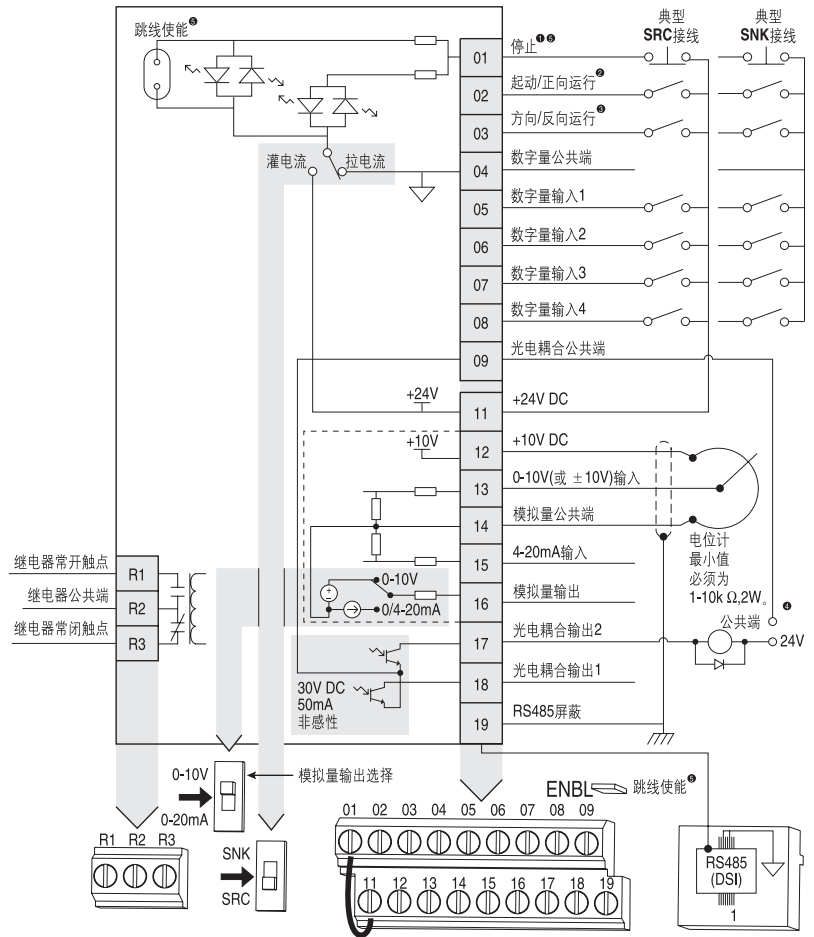 典型
SRC接线
典型
SNK接线
跳线使能❺
01 停止❶❺
02 起动/正向运行❷
03 方向/反向运行❸
灌电流 拉电流
04 数字量公共端
05 数字量输入1
06 数字量输入2
07 数字量输入3
08 数字量输入4
09 光电耦合公共端
+24V 11 +24V DC
+10V 12 +10V DC
13 0-10V(或 ±10V)输入
14 模拟量公共端
15 4-20mA输入
电位计
最小值
必须为
1-10k Ω,2W。
继电器常开触点 R1
继电器公共端 R2
继电器常闭触点 R3
0-10V
0/4-20mA
16 模拟量输出
17 光电耦合输出2
公共端 ❹
24V
18 光电耦合输出1
30V DC
50mA
非感性
19 RS485屏蔽
0-10V
0-20mA
模拟量输出选择
ENBL 跳线使能❺
R1 R2 R3
SNK
SRC
01 02 03 04 05 06 07 08 09
11 12 13 14 15 16 17 18 19
RS485
(DSI)
1